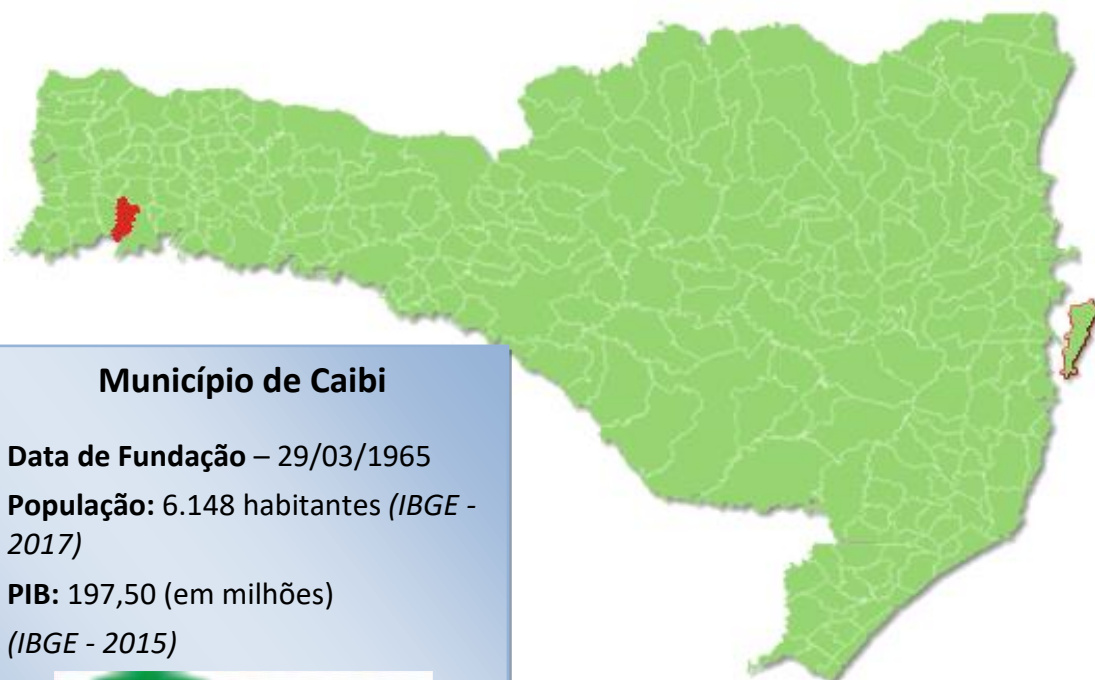 Município de Caibi
Data de Fundação – 29/03/1965
População: 6.148 habitantes (IBGE -
2017)
PIB: 197,50 (em milhões)
(IBGE - 2015)